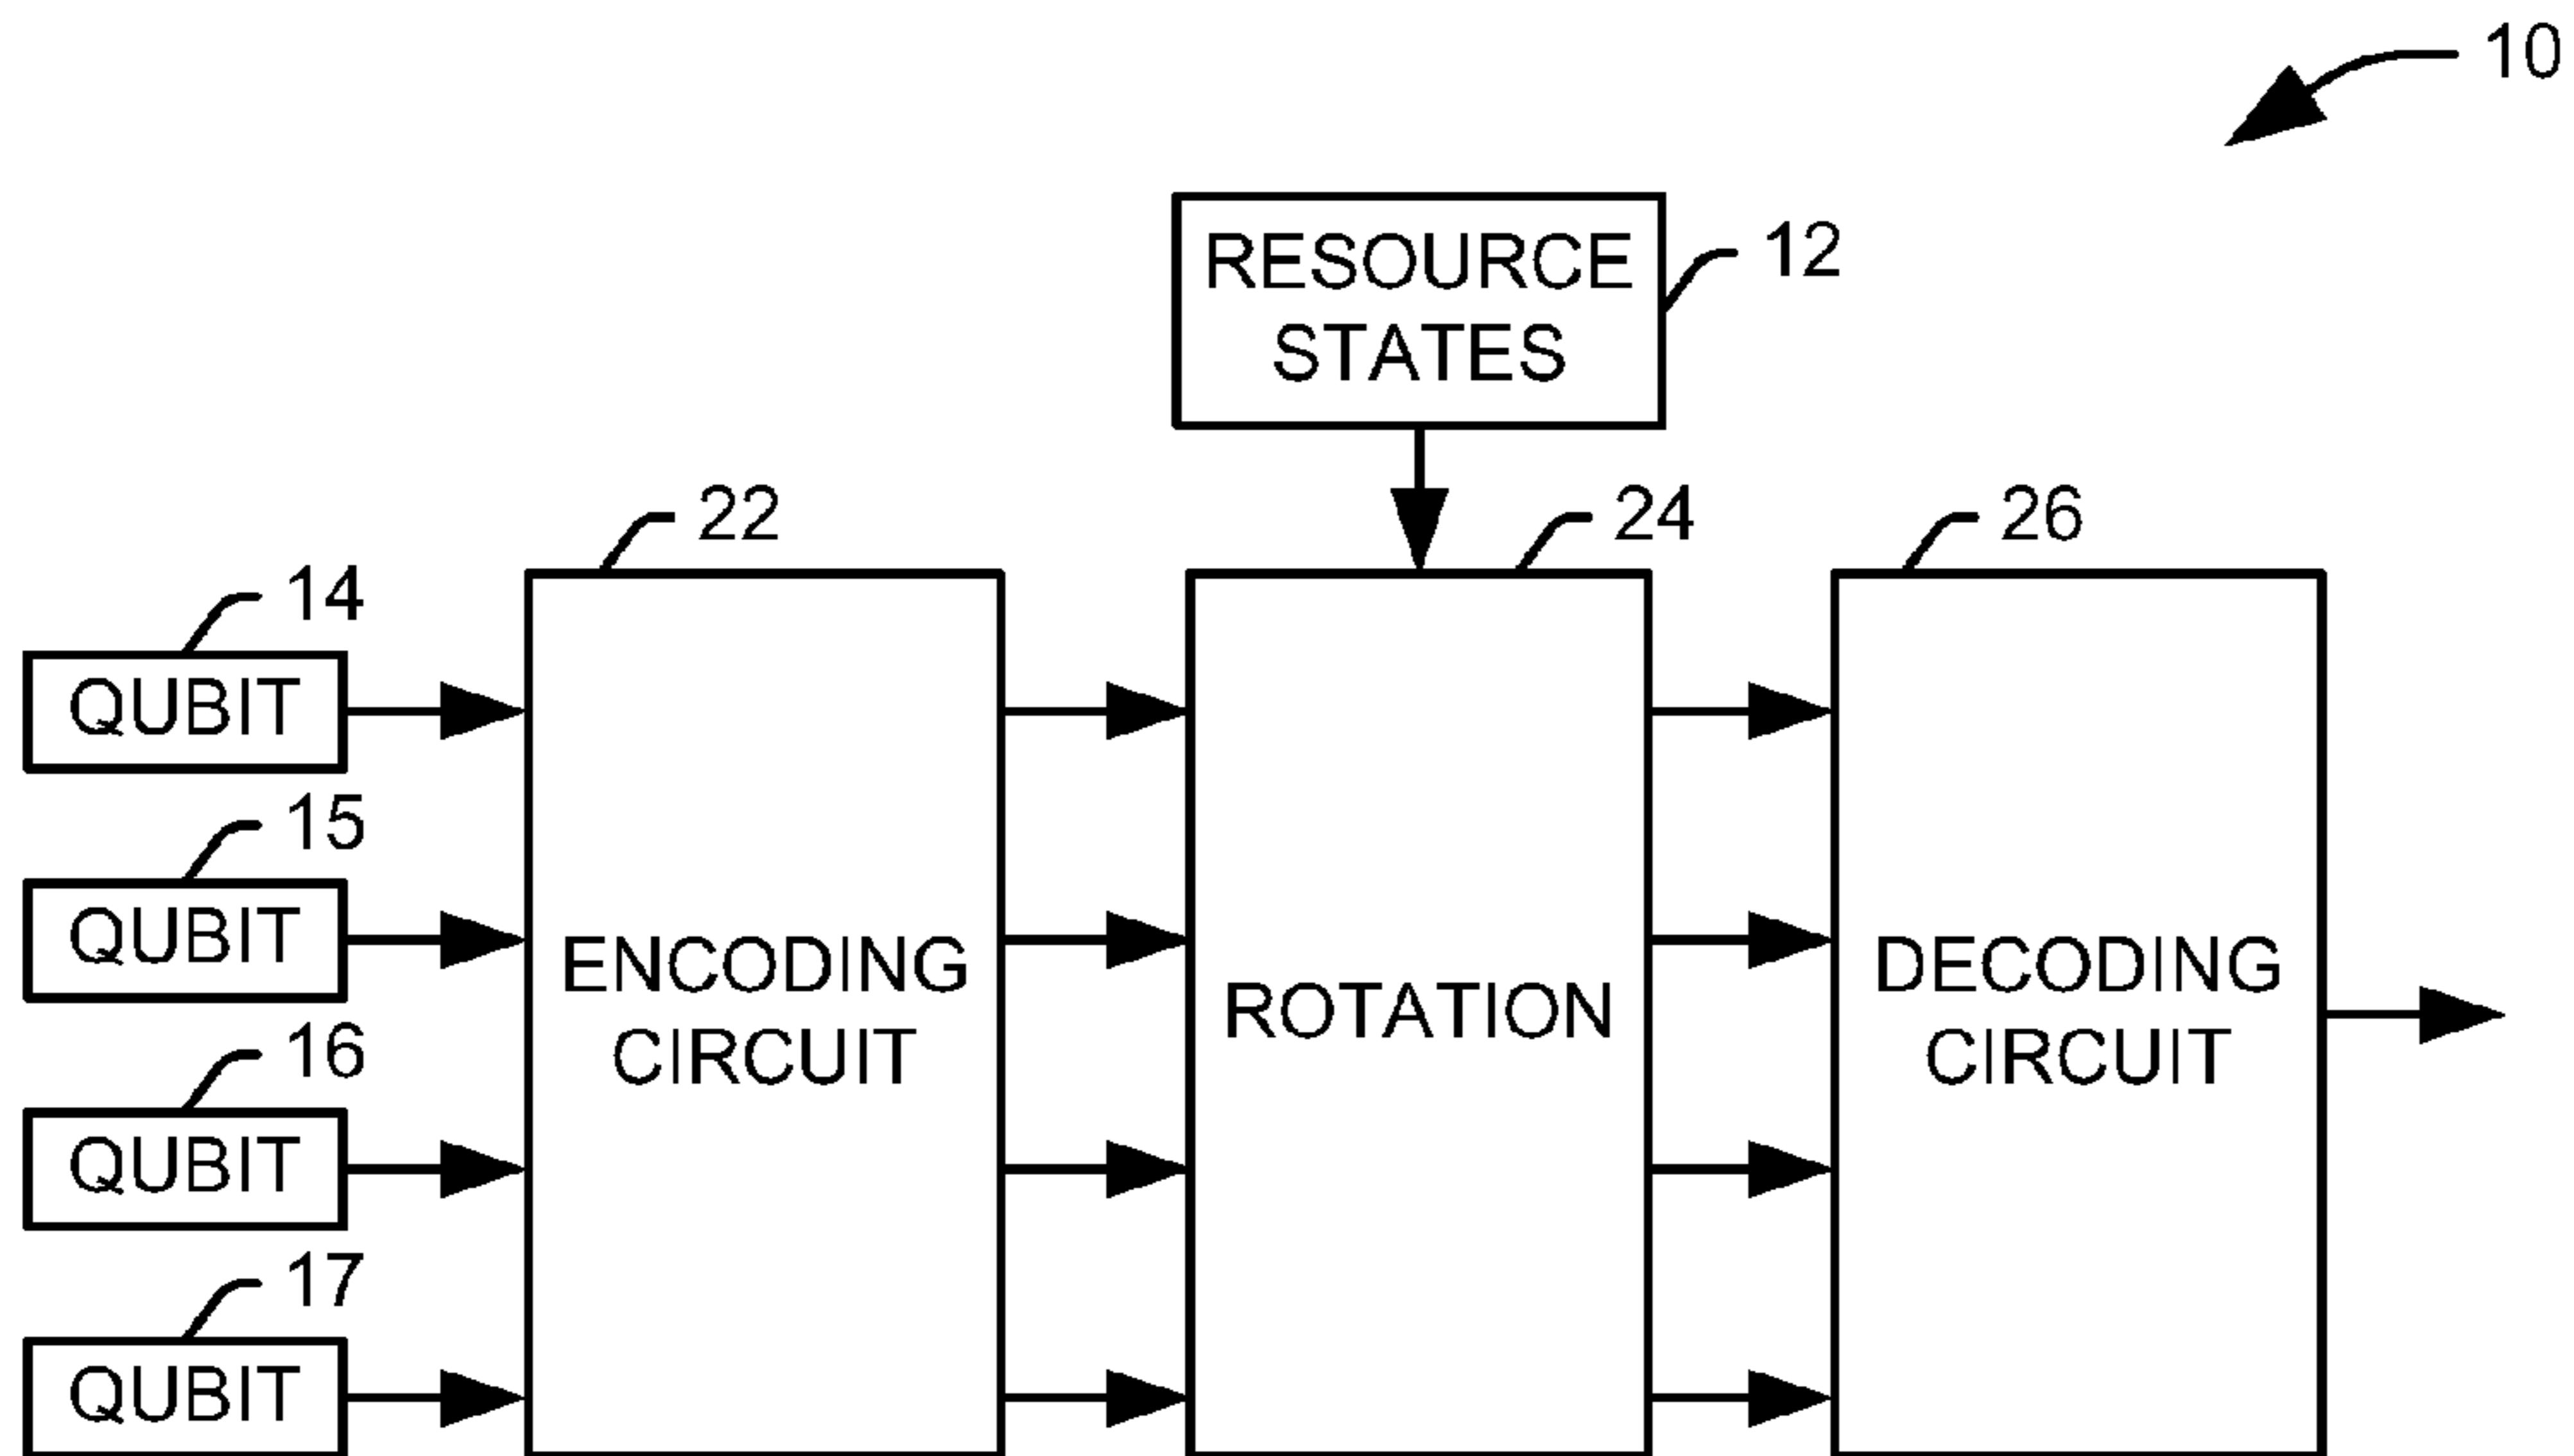 10
RESOURCE
STATES
12
22
24
26
14
QUBIT
15
QUBIT
16
QUBIT
17
QUBIT
ENCODING
CIRCUIT
ROTATION
DECODING
CIRCUIT